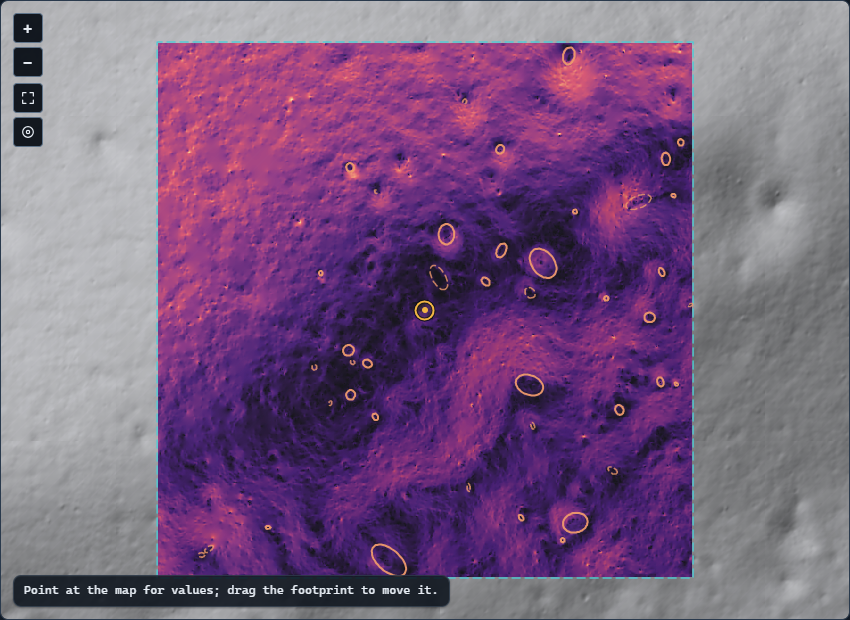 +
−
Point at the map for values; drag the footprint to move it.